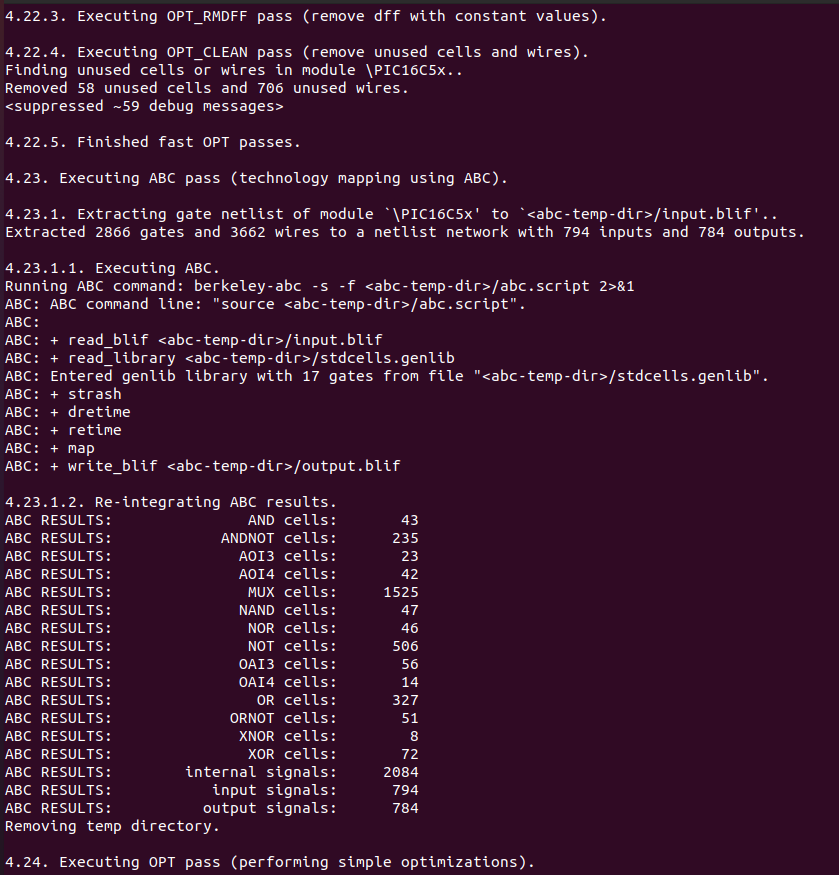 4.22.3. Executing OPT_RMDFF pass (remove dff with constant values).
4.22.4. Executing OPT_CLEAN pass (remove unused cells and wires).
Finding unused cells or wires in module \PIC16C5x..
Removed 58 unused cells and 706 unused wires.
<suppressed ~59 debug messages>
4.22.5. Finished fast OPT passes.
4.23. Executing ABC pass (technology mapping using ABC).
4.23.1. Extracting gate netlist of module `\PIC16C5x' to `<abc-temp-dir>/input.blif'..
Extracted 2866 gates and 3662 wires to a netlist network with 794 inputs and 784 outputs.
4.23.1.1. Executing ABC.
Running ABC command: berkeley-abc -s -f <abc-temp-dir>/abc.script 2>&1
ABC: ABC command line: "source <abc-temp-dir>/abc.script".
ABC:
ABC: + read_blif <abc-temp-dir>/input.blif
ABC: + read_library <abc-temp-dir>/stdcells.genlib
ABC: Entered genlib library with 17 gates from file "<abc-temp-dir>/stdcells.genlib".
ABC: + strash
ABC: + dretime
ABC: + retime
ABC: + map
ABC: + write_blif <abc-temp-dir>/output.blif
4.23.1.2. Re-integrating ABC results.
ABC RESULTS: AND cells: 43
ABC RESULTS: ANDNOT cells: 235
ABC RESULTS: AOI3 cells: 23
ABC RESULTS: AOI4 cells: 42
ABC RESULTS: MUX cells: 1525
ABC RESULTS: NAND cells: 47
ABC RESULTS: NOR cells: 46
ABC RESULTS: NOT cells: 506
ABC RESULTS: OAI3 cells: 56
ABC RESULTS: OAI4 cells: 14
ABC RESULTS: OR cells: 327
ABC RESULTS: ORNOT cells: 51
ABC RESULTS: XNOR cells: 8
ABC RESULTS: XOR cells: 72
ABC RESULTS: internal signals: 2084
ABC RESULTS: input signals: 794
ABC RESULTS: output signals: 784
Removing temp directory.
4.24. Executing OPT pass (performing simple optimizations).